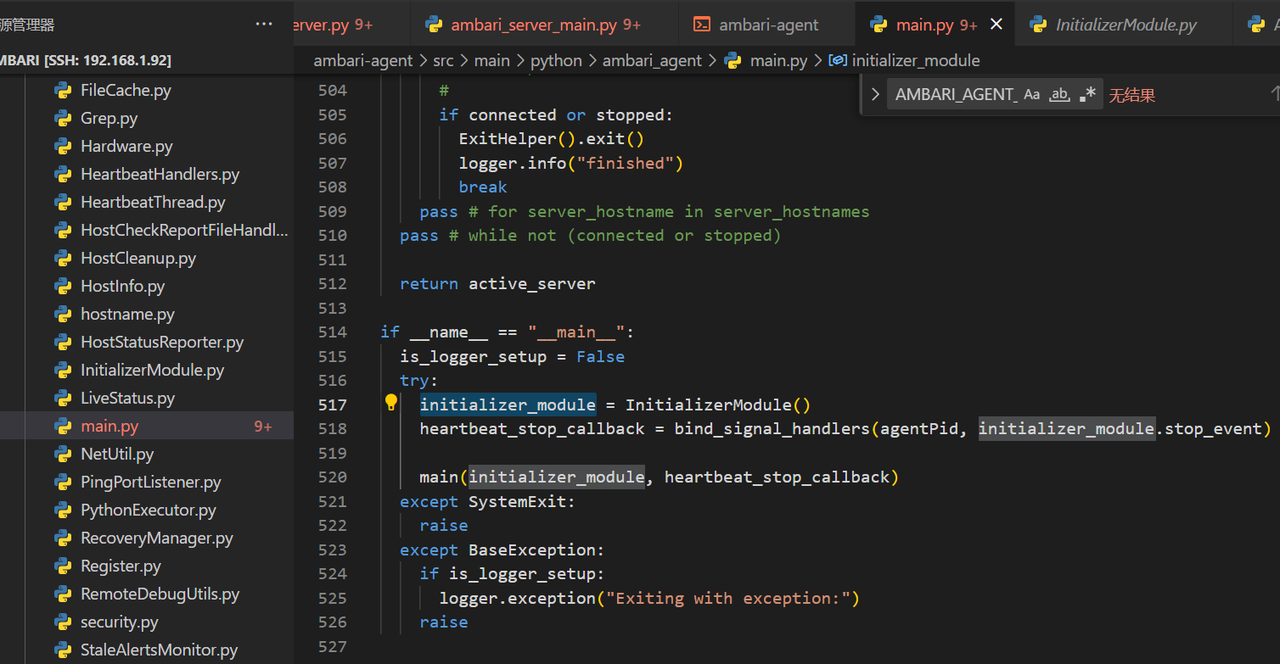 源管理器 ···
erver.py 9+ ambari_server_main.py 9+ ambari-agent main.py 9+ InitializerModule.py
MBARI [SSH: 192.168.1.92]
ambari-agent > src > main > python > ambari_agent > main.py > initializer_module
AMBARI_AGENT_ Aa ab .* 无结果
FileCache.py
Grep.py
Hardware.py
HeartbeatHandlers.py
HeartbeatThread.py
HostCheckReportFileHandl...
HostCleanup.py
HostInfo.py
hostname.py
HostStatusReporter.py
InitializerModule.py
LiveStatus.py
main.py 9+
NetUtil.py
PingPortListener.py
PythonExecutor.py
RecoveryManager.py
Register.py
RemoteDebugUtils.py
security.py
StaleAlertsMonitor.py
504 #
505 if connected or stopped:
506 ExitHelper().exit()
507 logger.info("finished")
508 break
509 pass # for server_hostname in server_hostnames
510 pass # while not (connected or stopped)
511
512 return active_server
513
514 if __name__ == "__main__":
515 is_logger_setup = False
516 try:
517 initializer_module = InitializerModule()
518 heartbeat_stop_callback = bind_signal_handlers(agentPid, initializer_module.stop_event)
519
520 main(initializer_module, heartbeat_stop_callback)
521 except SystemExit:
522 raise
523 except BaseException:
524 if is_logger_setup:
525 logger.exception("Exiting with exception:")
526 raise
527